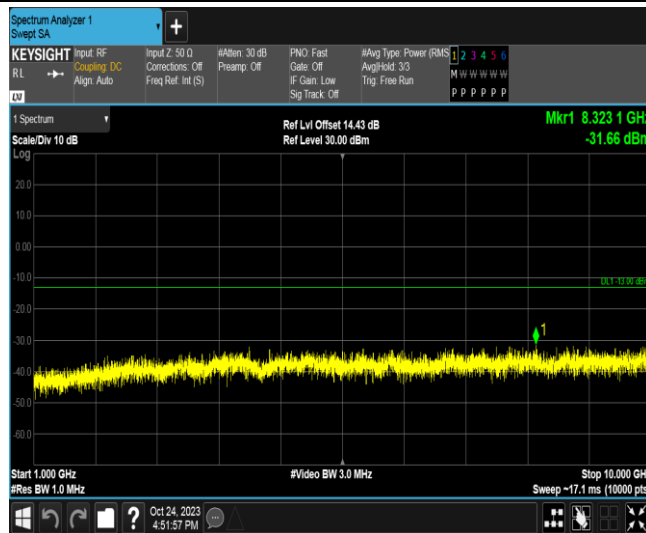 Spectrum Analyzer 1
Swept SA
+
KEYSIGHT
RL
LXI
Input: RF
Coupling: DC
Align: Auto
Input Z: 50 Ω
Corrections: Off
Freq Ref: Int (S)
#Atten: 30 dB
Preamp: Off
PNO: Fast
Gate: Off
IF Gain: Low
Sig Track: Off
#Avg Type: Power (RMS
Avg|Hold: 3/3
Trig: Free Run
1 2 3 4 5 6
M W W W W W
P P P P P P
1 Spectrum
Scale/Div 10 dB
Log
Ref Lvl Offset 14.43 dB
Ref Level 30.00 dBm
Mkr1 8.323 1 GHz
-31.66 dBm
20.0
10.0
0.00
-10.0
DL1 -13.00 dBm
-20.0
-30.0
1
-40.0
-50.0
-60.0
Start 1.000 GHz
#Res BW 1.0 MHz
#Video BW 3.0 MHz
Stop 10.000 GHz
Sweep ~17.1 ms (10000 pts
?
Oct 24, 2023
4:51:57 PM